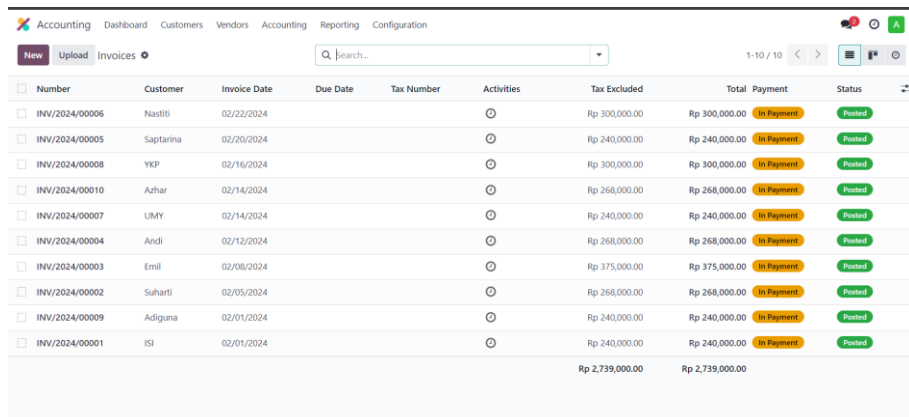 Accounting Dashboard Customers Vendors Accounting Reporting Configuration 2 A
New Upload Invoices Search... 1-10 / 10
Number Customer Invoice Date Due Date Tax Number Activities Tax Excluded Total Payment Status
INV/2024/00006 Nastiti 02/22/2024 Rp 300,000.00 Rp 300,000.00 In Payment Posted
INV/2024/00005 Saptarina 02/20/2024 Rp 240,000.00 Rp 240,000.00 In Payment Posted
INV/2024/00008 YKP 02/16/2024 Rp 300,000.00 Rp 300,000.00 In Payment Posted
INV/2024/00010 Azhar 02/14/2024 Rp 268,000.00 Rp 268,000.00 In Payment Posted
INV/2024/00007 UMY 02/14/2024 Rp 240,000.00 Rp 240,000.00 In Payment Posted
INV/2024/00004 Andi 02/12/2024 Rp 268,000.00 Rp 268,000.00 In Payment Posted
INV/2024/00003 Emil 02/08/2024 Rp 375,000.00 Rp 375,000.00 In Payment Posted
INV/2024/00002 Suharti 02/05/2024 Rp 268,000.00 Rp 268,000.00 In Payment Posted
INV/2024/00009 Adiguna 02/01/2024 Rp 240,000.00 Rp 240,000.00 In Payment Posted
INV/2024/00001 ISI 02/01/2024 Rp 240,000.00 Rp 240,000.00 In Payment Posted
Rp 2,739,000.00 Rp 2,739,000.00